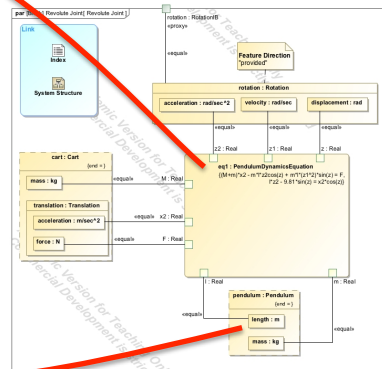 par [Block] Revolute Joint[ Revolute Joint ]
Link
Index
System Structure
rotation : RotationIB
«proxy»
«equal»
Feature Direction
"provided"
rotation : Rotation
acceleration : rad/sec^2
velocity : rad/sec
displacement : rad
«equal»
«equal»
«equal»
z2 : Real
z1 : Real
z : Real
eq1 : PendulumDynamicsEquation
{(M+m)*x2 - m*l*z2cos(z) + m*l*(z1^2)*sin(z) = F,
l*z2 - 9.81*sin(z) = x2*cos(z)}
cart : Cart
{end = }
mass : kg
«equal»
M : Real
translation : Translation
acceleration : m/sec^2
«equal»
x2 : Real
force : N
«equal»
F : Real
l : Real
m : Real
pendulum : Pendulum
{end = }
length : m
mass : kg
«equal»
«equal»